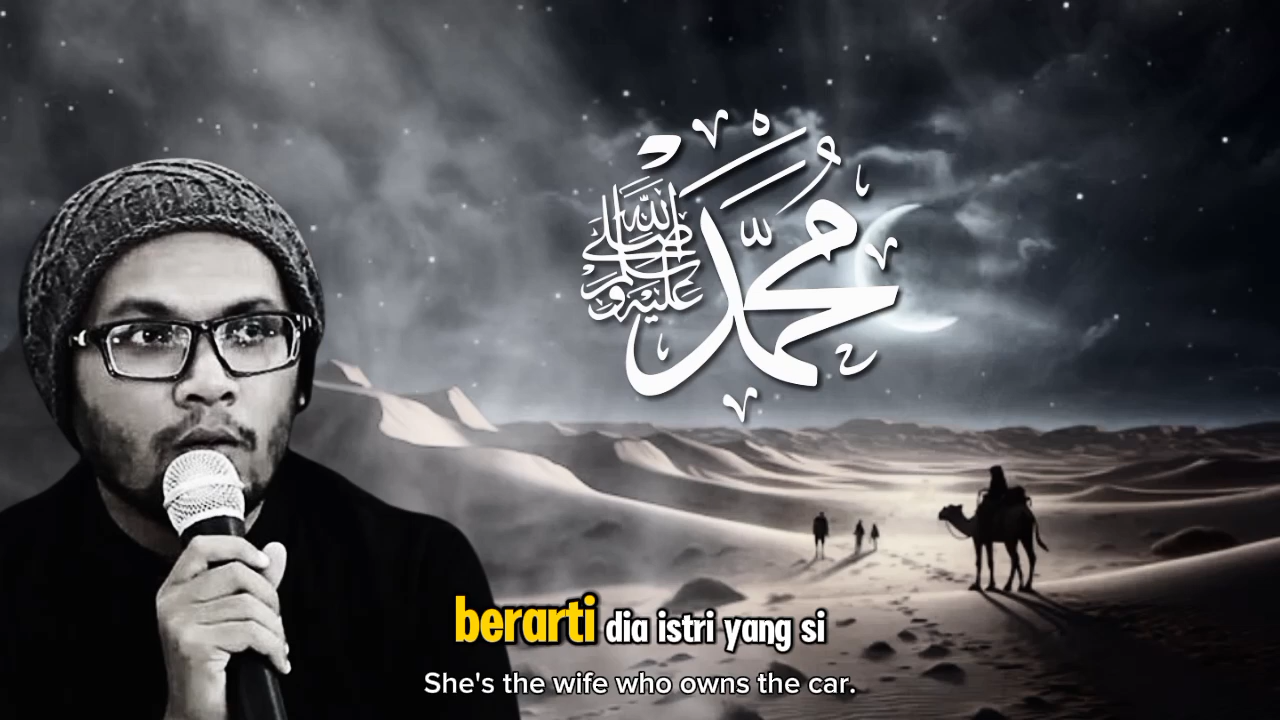 محمد
صلى الله عليه وسلم
berarti dia istri yang si
She's the wife who owns the car.